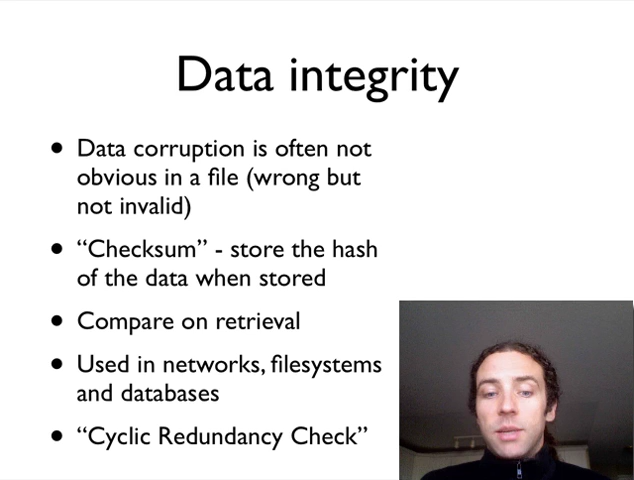 Data integrity
• Data corruption is often not
obvious in a file (wrong but
not invalid)
• “Checksum” - store the hash
of the data when stored
• Compare on retrieval
• Used in networks, filesystems
and databases
• “Cyclic Redundancy Check”